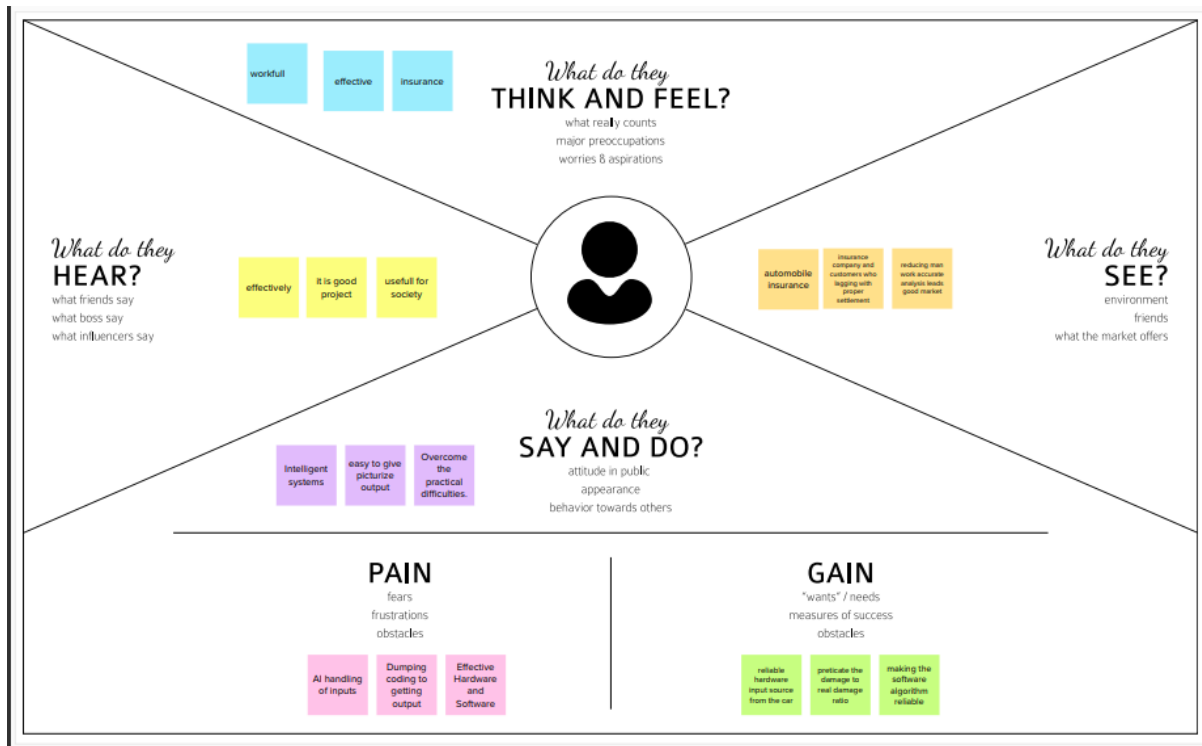 What do they
THINK AND FEEL?
what really counts
major preoccupations
worries & aspirations
workfull
effective
insurance
What do they
HEAR?
what friends say
what boss say
what influencers say
effectively
it is good
project
usefull for
society
automobile
insurance
insurance
company and
customers who
lagging with
proper
settlement
reducing man
work accurate
analysis leads
good market
What do they
SEE?
environment
friends
what the market offers
What do they
SAY AND DO?
attitude in public
appearance
behavior towards others
Intelligent
systems
easy to give
picturize
output
Overcome
the
practical
difficulties.
PAIN
fears
frustrations
obstacles
AI handling
of inputs
Dumping
coding to
getting
output
Effective
Hardware
and
Software
GAIN
"wants" / needs
measures of success
obstacles
reliable
hardware
input source
from the car
preticate the
damage to
real damage
ratio
making the
software
algorithm
reliable